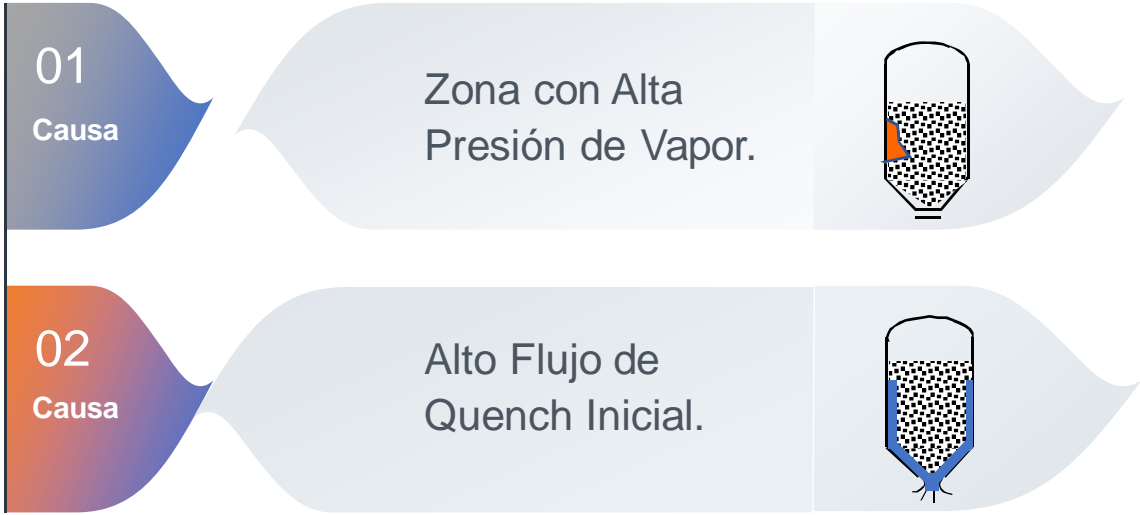 01
Causa
Zona con Alta
Presión de Vapor.
02
Causa
Alto Flujo de
Quench Inicial.